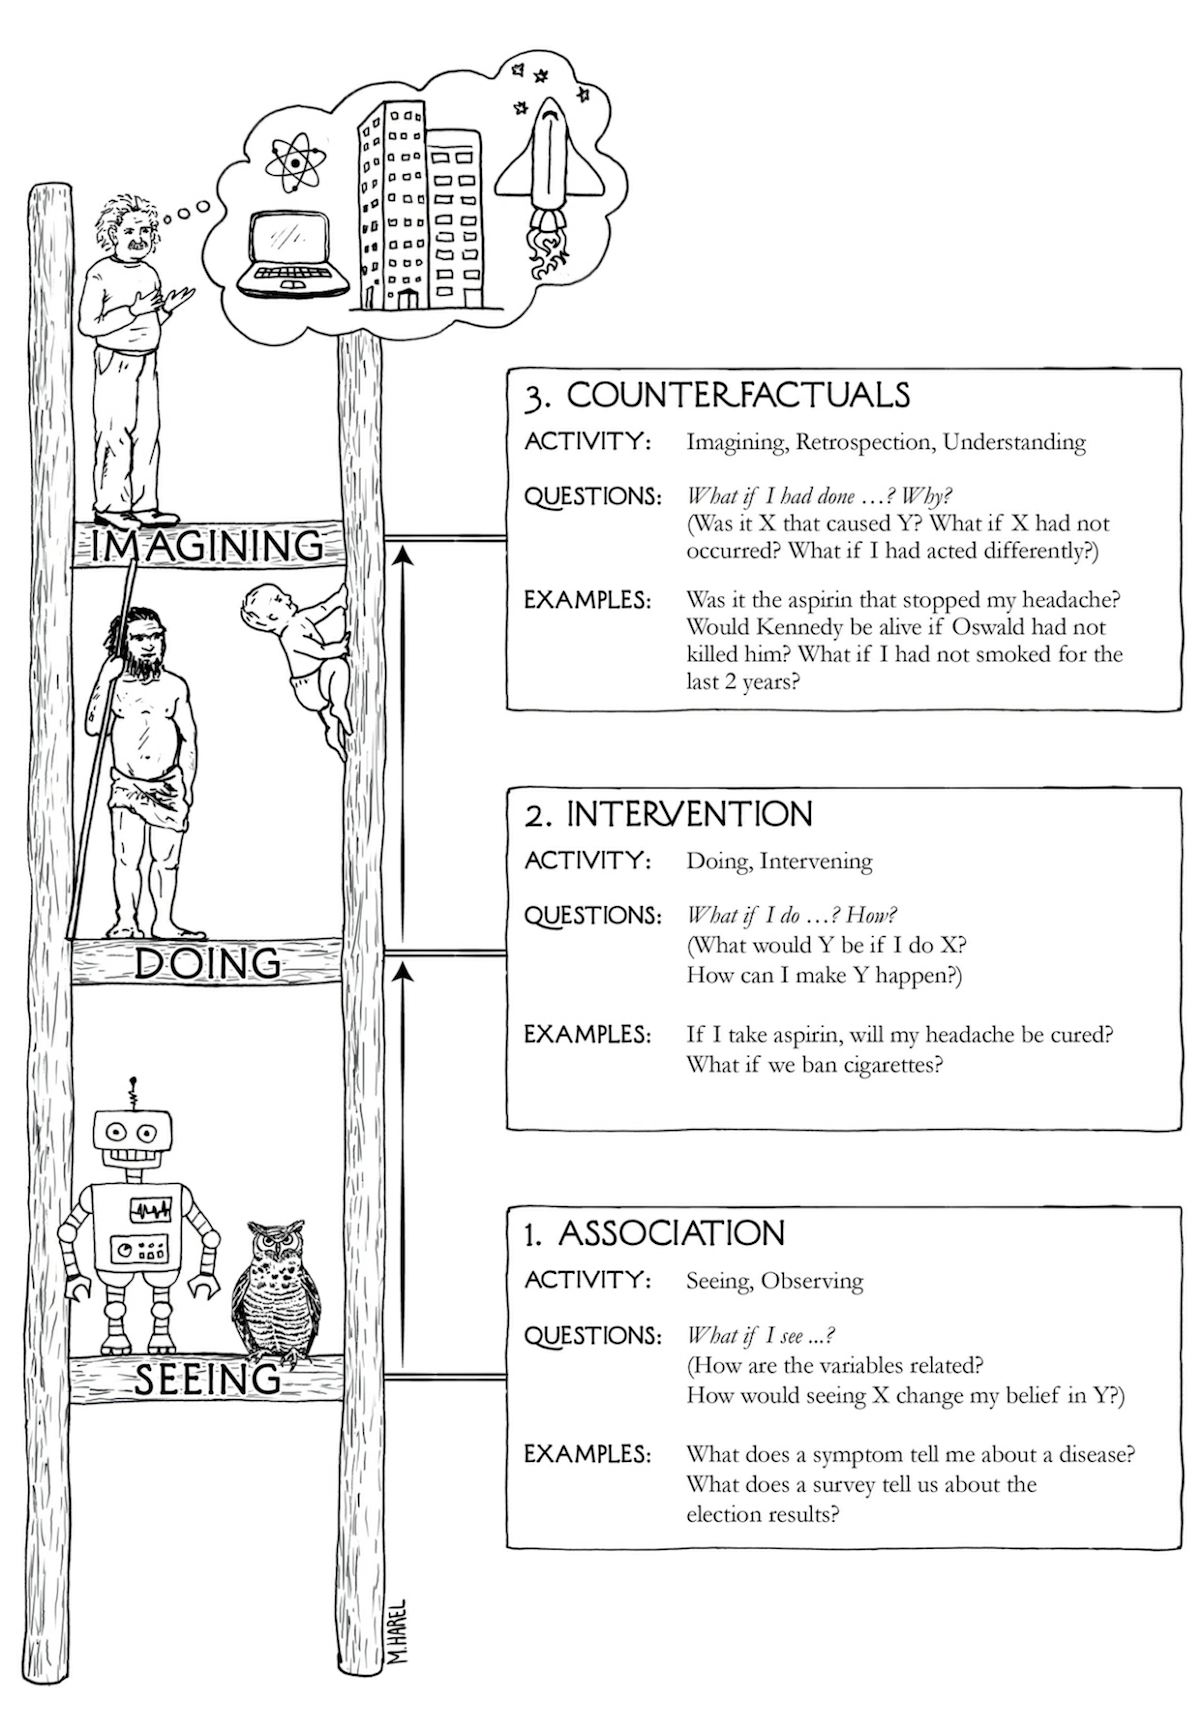 3. COUNTERFACTUALS
ACTIVITY: Imagining, Retrospection, Understanding
QUESTIONS: What if I had done …? Why?
(Was it X that caused Y? What if X had not
occurred? What if I had acted differently?)
EXAMPLES: Was it the aspirin that stopped my headache?
Would Kennedy be alive if Oswald had not
killed him? What if I had not smoked for the
last 2 years?
IMAGINING
2. INTERVENTION
ACTIVITY: Doing, Intervening
QUESTIONS: What if I do …? How?
(What would Y be if I do X?
How can I make Y happen?)
EXAMPLES: If I take aspirin, will my headache be cured?
What if we ban cigarettes?
DOING
1. ASSOCIATION
ACTIVITY: Seeing, Observing
QUESTIONS: What if I see ...?
(How are the variables related?
How would seeing X change my belief in Y?)
EXAMPLES: What does a symptom tell me about a disease?
What does a survey tell us about the
election results?
SEEING
M.HAREL